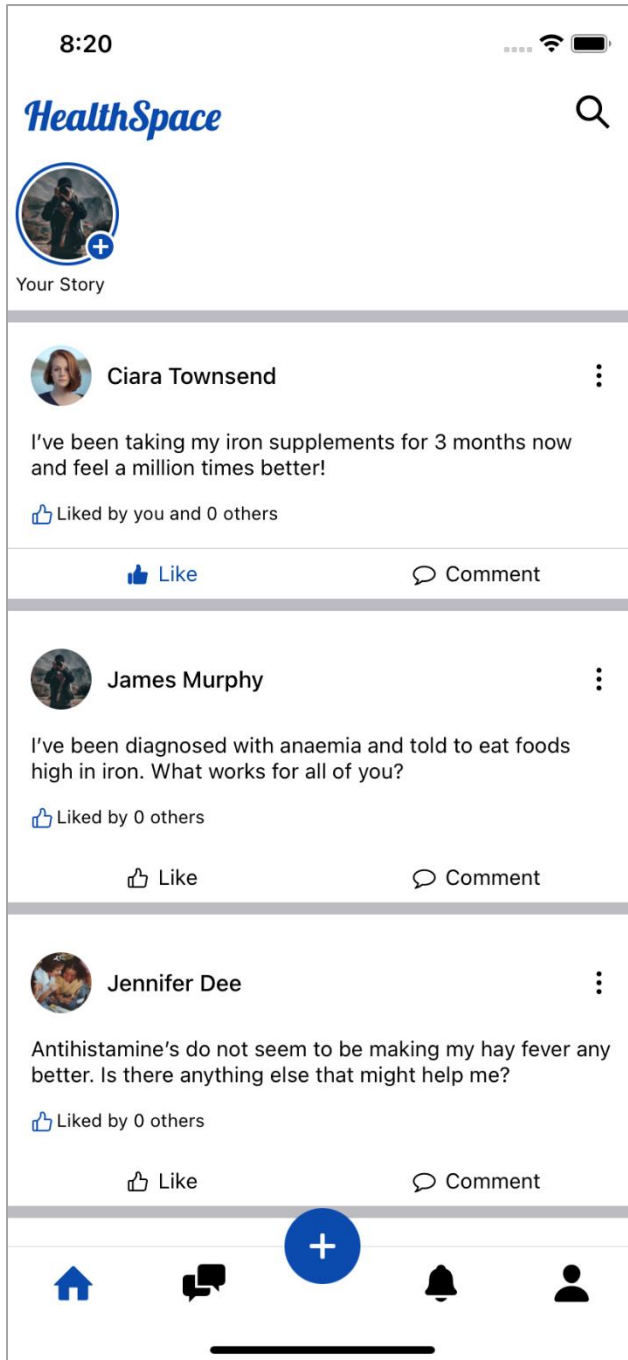 8:20
HealthSpace
Your Story
Ciara Townsend
I've been taking my iron supplements for 3 months now
and feel a million times better!
Liked by you and 0 others
Like
Comment
James Murphy
I've been diagnosed with anaemia and told to eat foods
high in iron. What works for all of you?
Liked by 0 others
Like
Comment
Jennifer Dee
Antihistamine's do not seem to be making my hay fever any
better. Is there anything else that might help me?
Liked by 0 others
Like
Comment